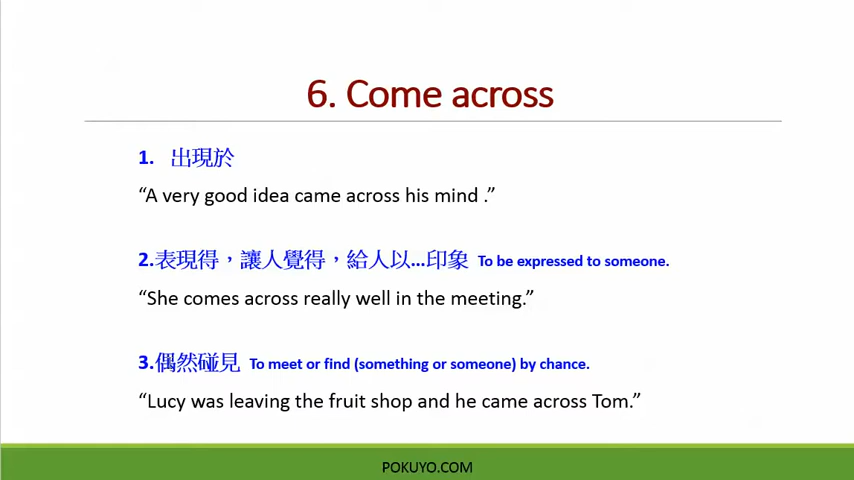 6. Come across
1. 出現於
“A very good idea came across his mind .”
2.表現得，讓人覺得，給人以...印象 To be expressed to someone.
“She comes across really well in the meeting.”
3.偶然碰見 To meet or find (something or someone) by chance.
“Lucy was leaving the fruit shop and he came across Tom.”
POKUYO.COM